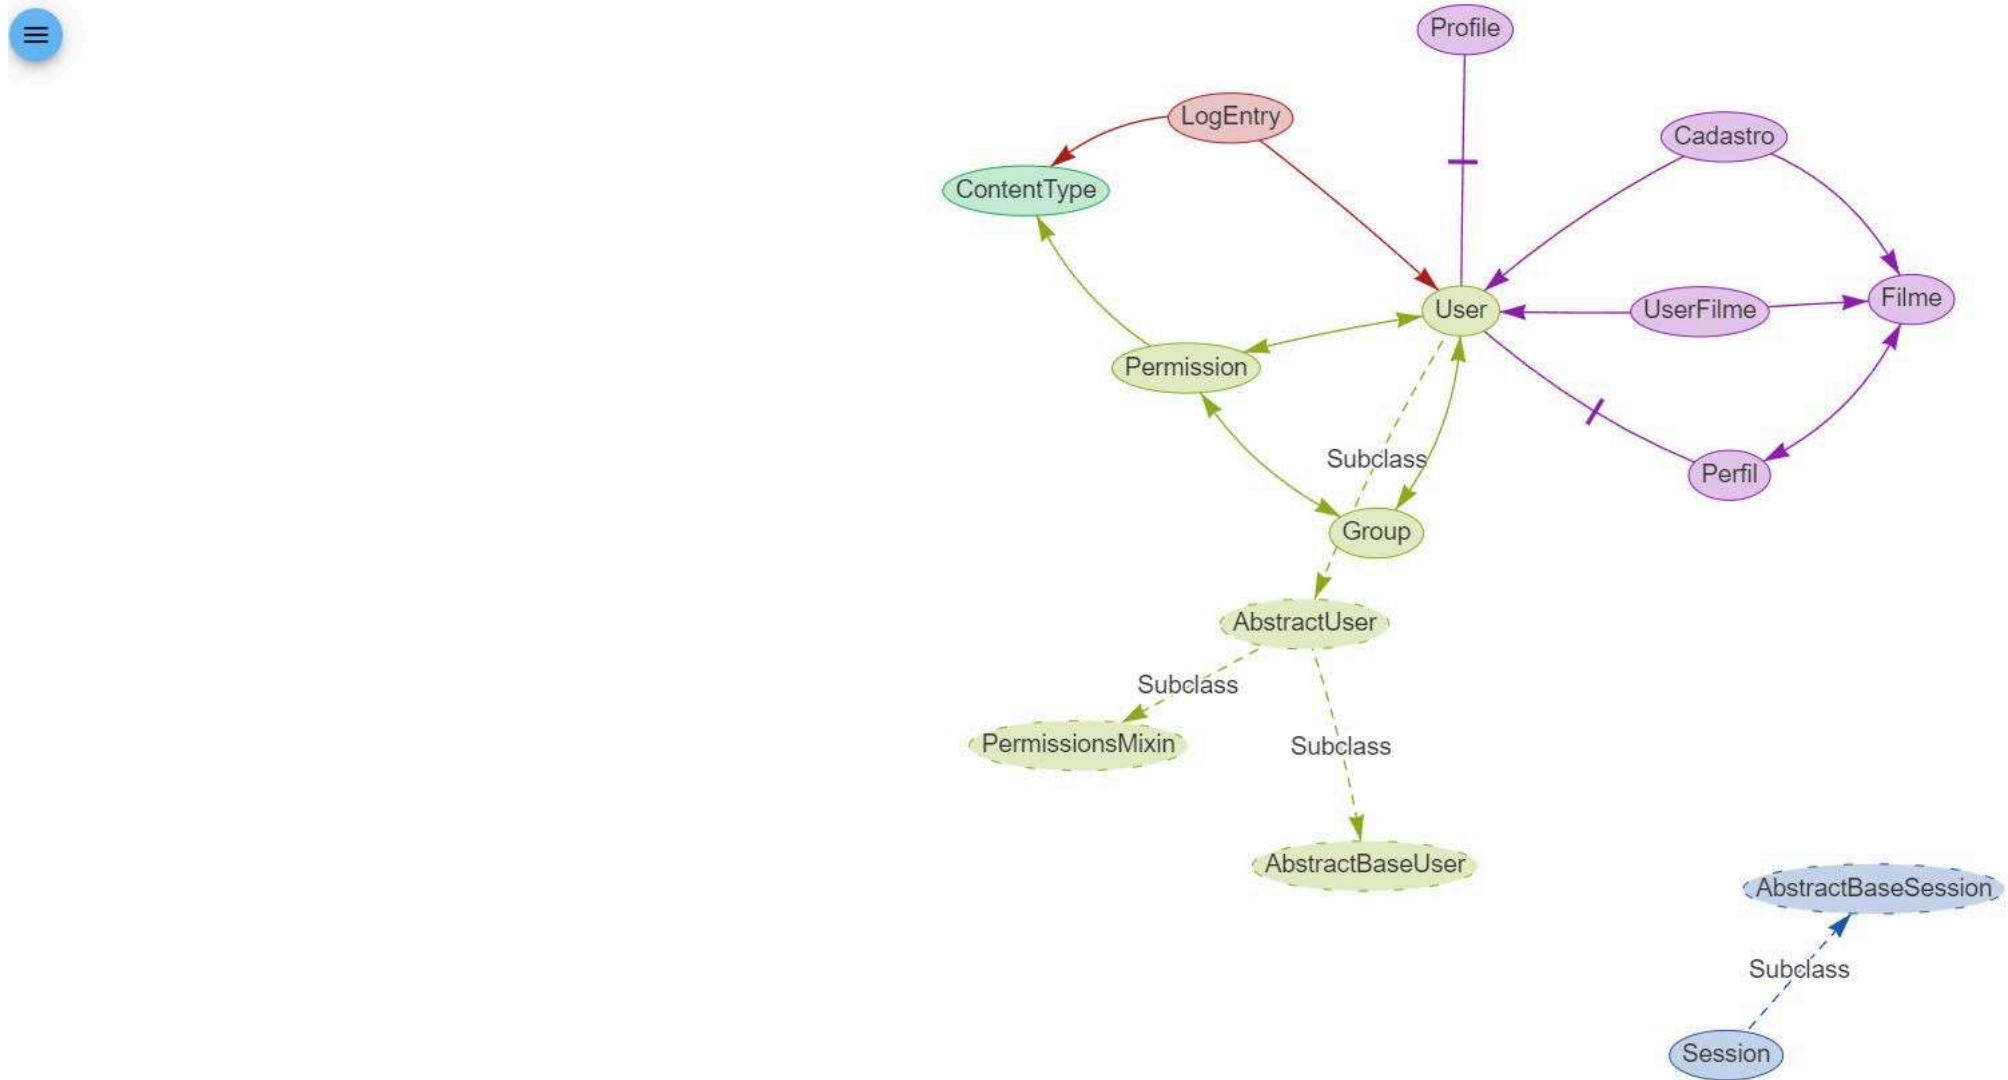 Profile
LogEntry
Cadastro
ContentType
Filme
User
UserFilme
Permission
Subclass
Perfil
Group
AbstractUser
Subclass
PermissionsMixin
Subclass
AbstractBaseUser
AbstractBaseSession
Subclass
Session